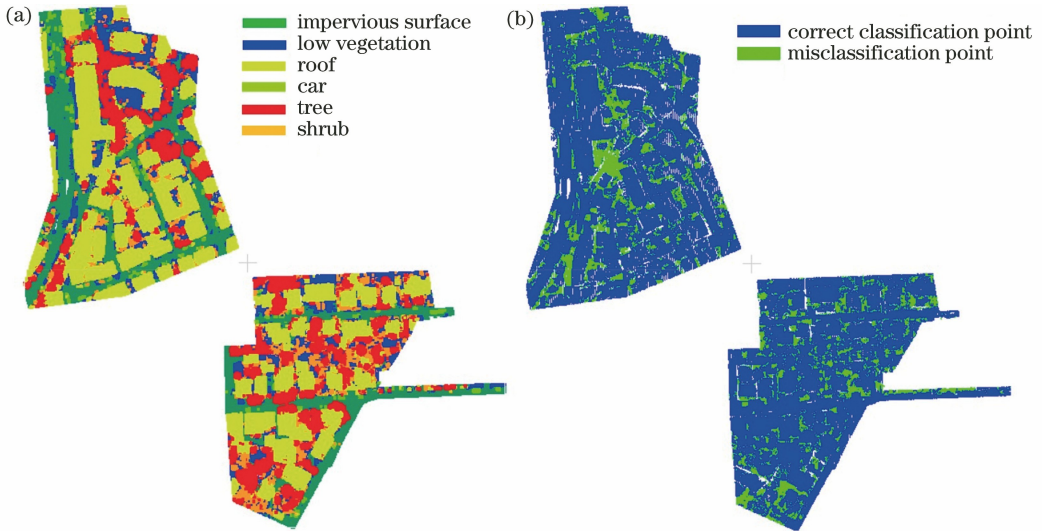 (a)
impervious surface
low vegetation
roof
car
tree
shrub
(b)
correct classification point
misclassification point